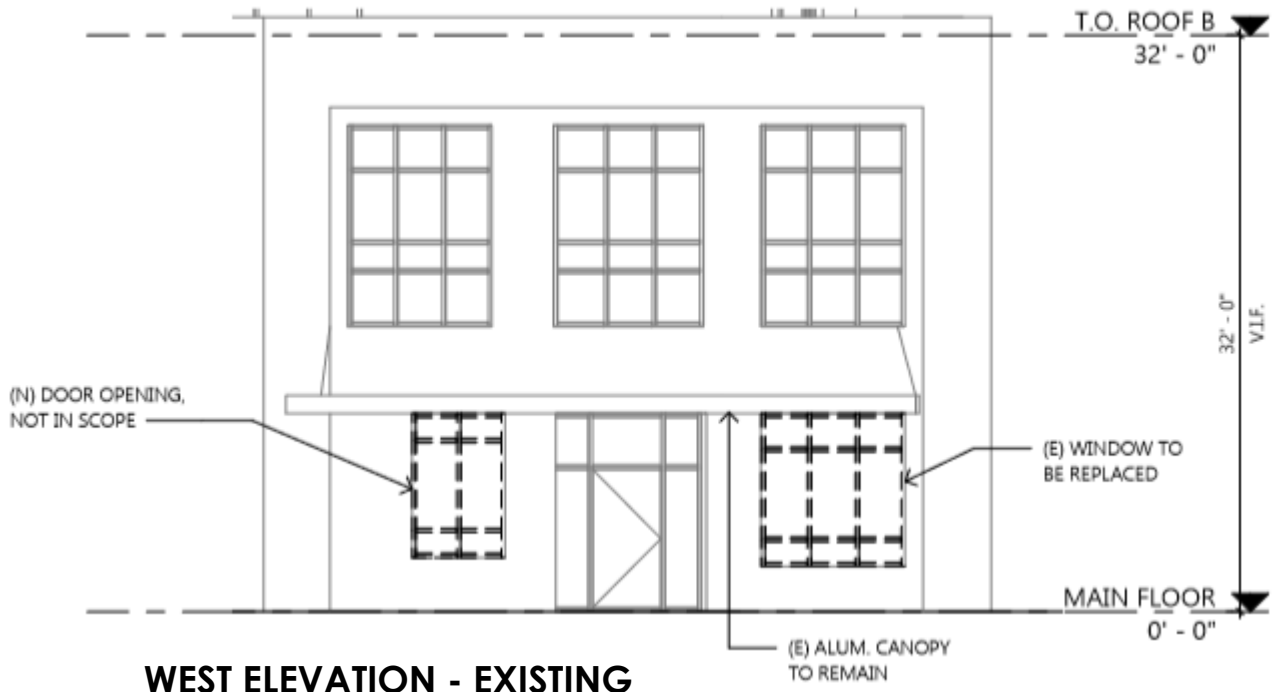 T.O. ROOF B
32' - 0"
32' - 0"
V.I.F.
(N) DOOR OPENING,
NOT IN SCOPE
(E) WINDOW TO
BE REPLACED
MAIN FLOOR
0' - 0"
(E) ALUM. CANOPY
TO REMAIN
WEST ELEVATION - EXISTING